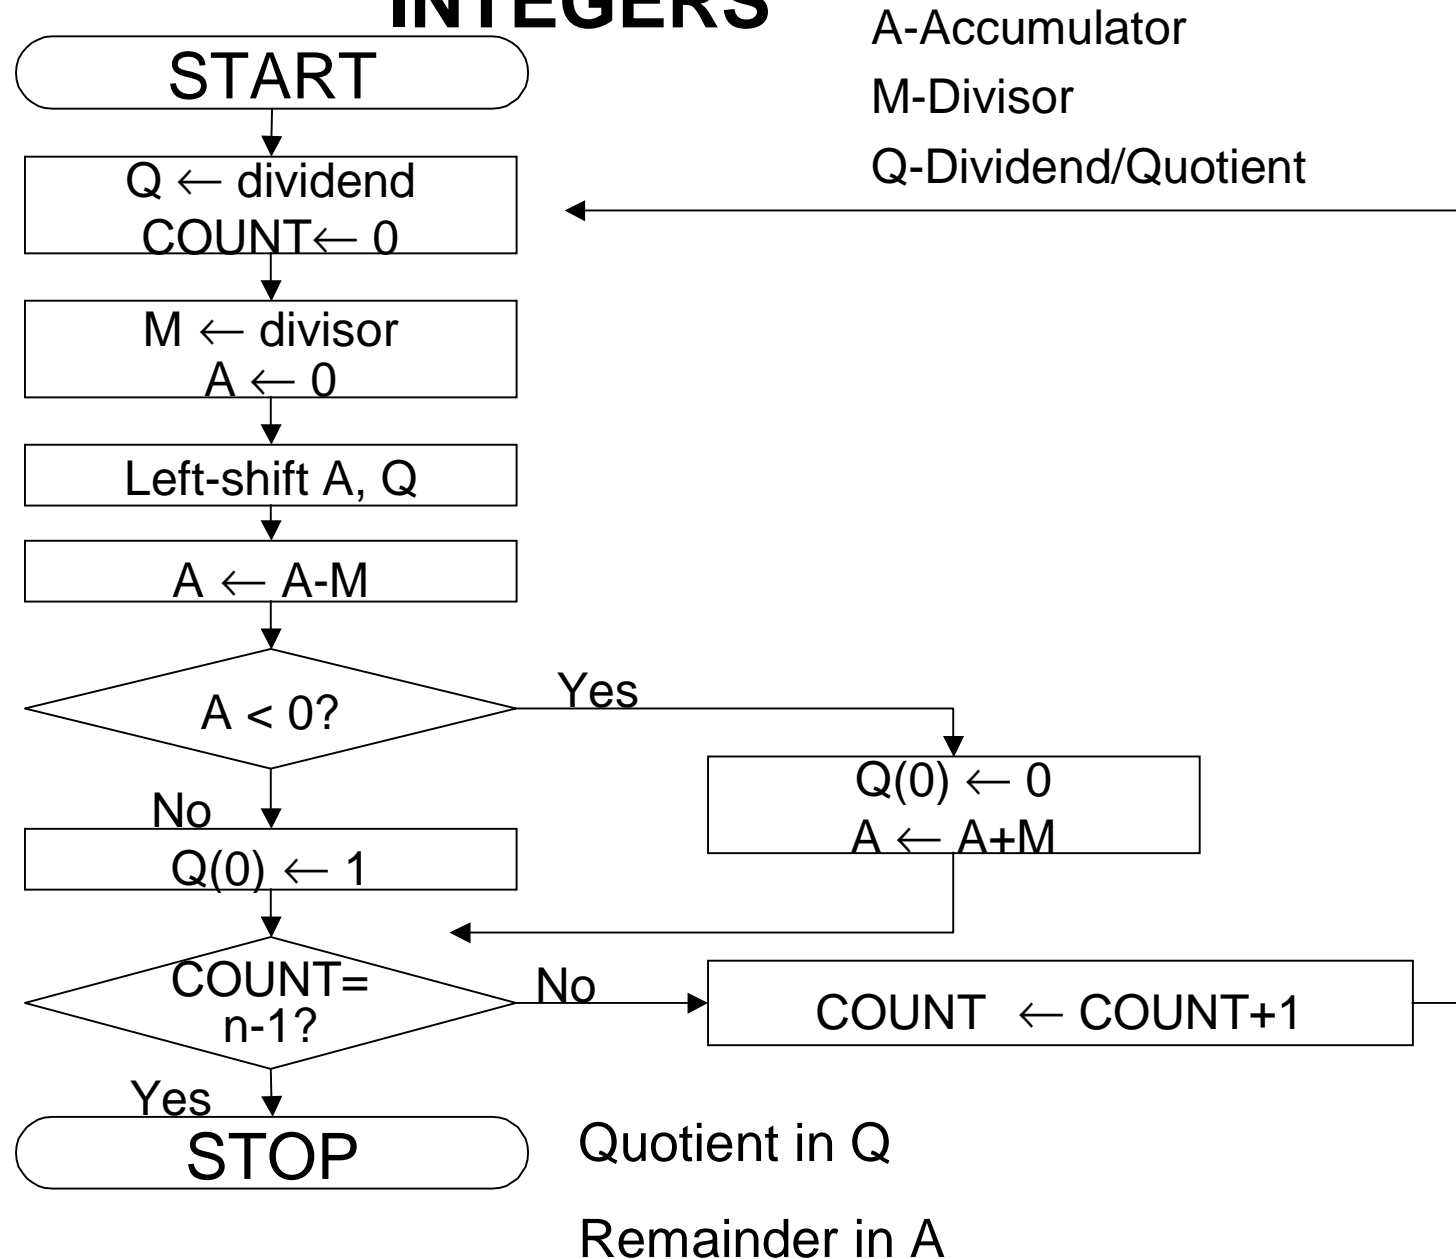 INTEGERS
A-Accumulator
M-Divisor
Q-Dividend/Quotient
START
Q ← dividend
COUNT← 0
M ← divisor
A ← 0
Left-shift A, Q
A ← A-M
A < 0?
Yes
No
Q(0) ← 0
A ← A+M
Q(0) ← 1
COUNT=
n-1?
No
COUNT ← COUNT+1
Yes
STOP
Quotient in Q
Remainder in A